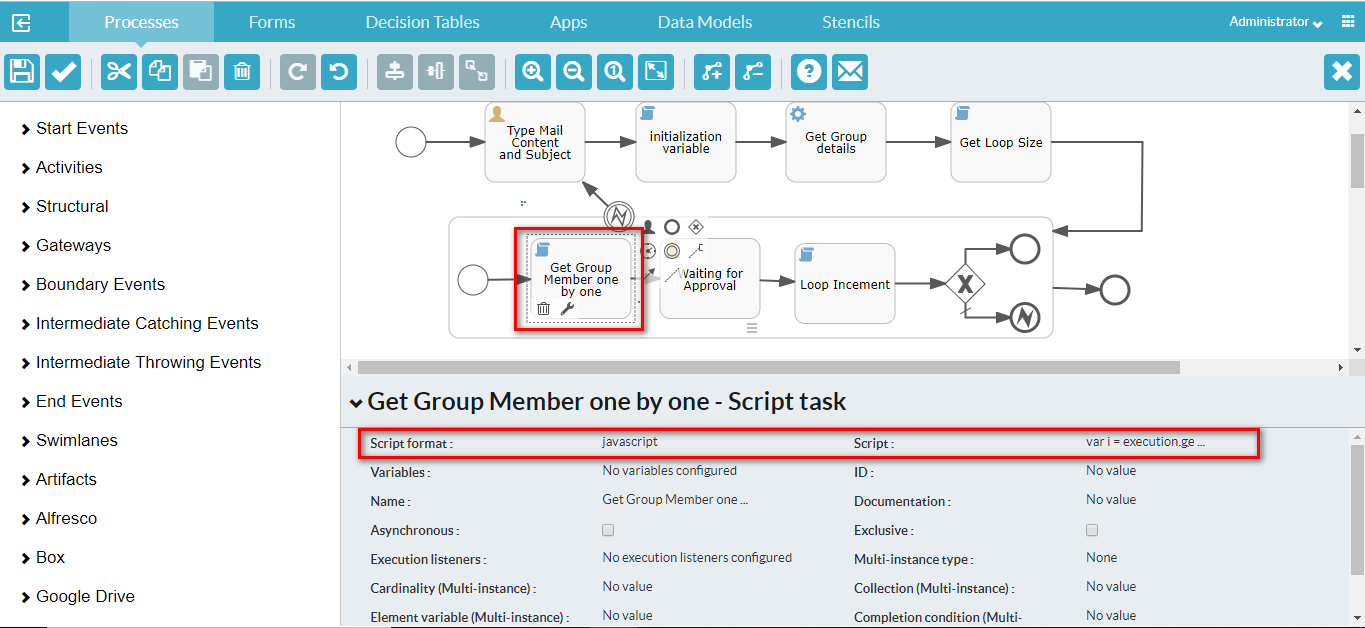 Processes
Forms
Decision Tables
Apps
Data Models
Stencils
Administrator
Start Events
Activities
Structural
Gateways
Boundary Events
Intermediate Catching Events
Intermediate Throwing Events
End Events
Swimlanes
Artifacts
Alfresco
Box
Google Drive
Type Mail
Content
and Subject
initialization
variable
Get Group
details
Get Loop Size
Get Group
Member one
by one
Waiting for
Approval
Loop Incement
X
Get Group Member one by one - Script task
Script format :
javascript
Script :
var i = execution.ge ...
Variables :
No variables configured
ID :
No value
Name :
Get Group Member one ...
Documentation :
No value
Asynchronous :
Exclusive :
Execution listeners :
No execution listeners configured
Multi-instance type :
None
Cardinality (Multi-instance) :
No value
Collection (Multi-instance) :
No value
Element variable (Multi-instance) :
No value
Completion condition (Multi-
No value